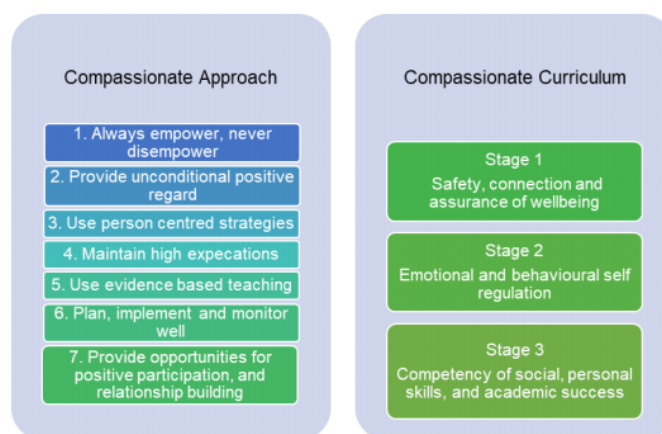 Compassionate Approach
1. Always empower, never
disempower
2. Provide unconditional positive
regard
3. Use person centred strategies
4. Maintain high expecations
5. Use evidence based teaching
6. Plan, implement and monitor
well
7. Provide opportunities for
positive participation, and
relationship building
Compassionate Curriculum
Stage 1
Safety, connection and
assurance of wellbeing
Stage 2
Emotional and behavioural self
regulation
Stage 3
Competency of social, personal
skills, and academic success